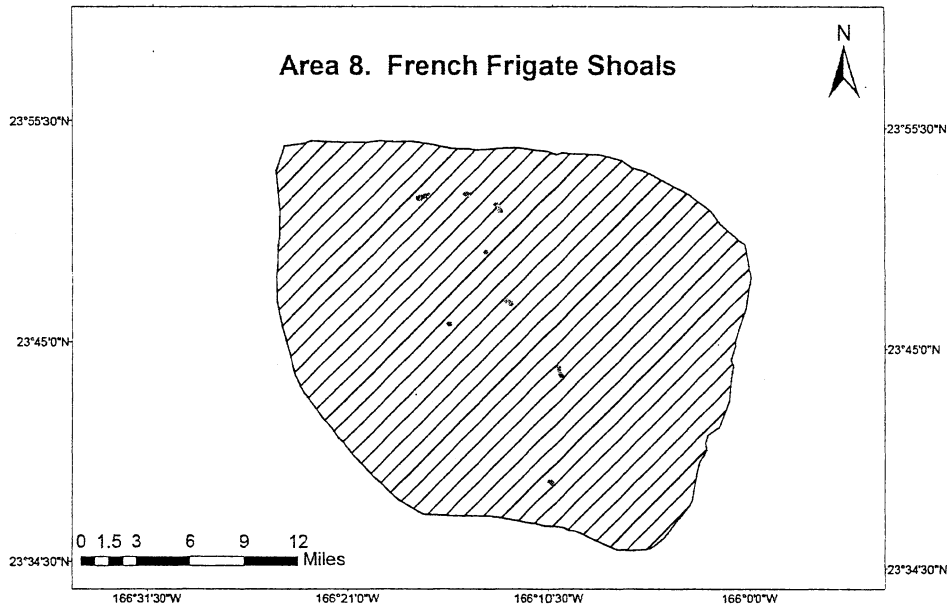 Area 8. French Frigate Shoals
N
23°55'30"N
23°55'30"N
23°45'0"N
23°45'0"N
0 1.5 3 6 9 12
Miles
23°34'30"N
23°34'30"N
166°31'30"W
166°21'0"W
166°10'30"W
166°0'0"W